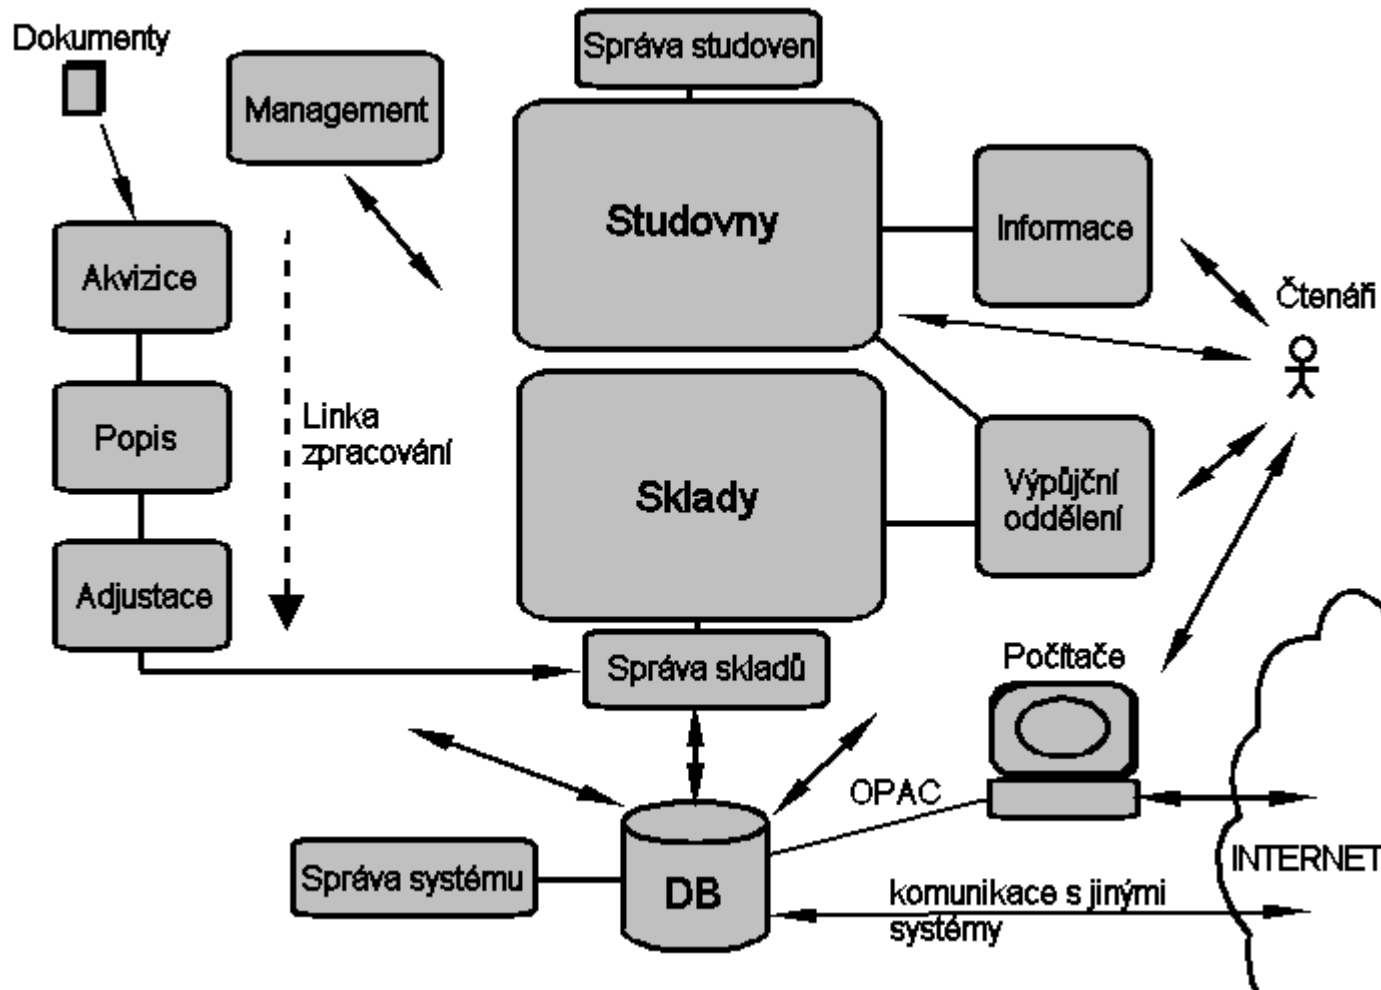 Dokumenty
Správa studoven
Management
Studovny
Informace
Akvizice
Čtenáři
Linka
zpracování
Popis
Sklady
Výpůjční
oddělení
Adjustace
Správa skladů
Počítače
OPAC
INTERNET
Správa systému
DB
komunikace s jinými
systémy